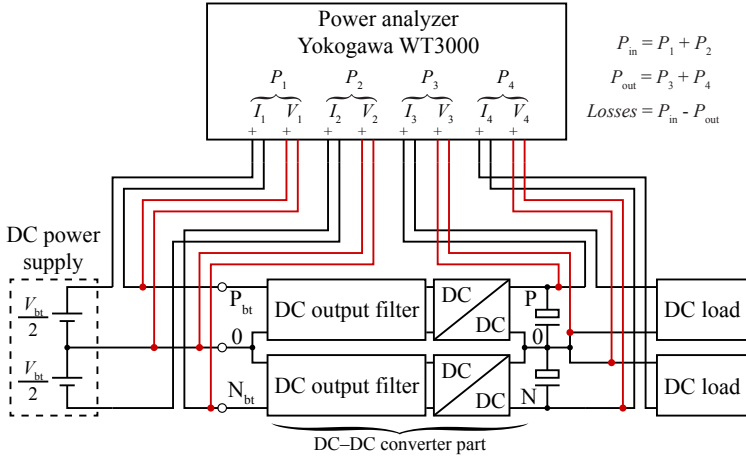 Power analyzer
Yokogawa WT3000
P1 P2 P3 P4
I1 V1 I2 V2 I3 V3 I4 V4
+ + + + + + + +
Pin = P1 + P2
Pout = P3 + P4
Losses = Pin - Pout
DC power
supply
Vbt
2
Vbt
2
Pbt
0
Nbt
DC output filter
DC
DC
DC output filter
DC
DC
P
0
N
DC load
DC load
DC–DC converter part